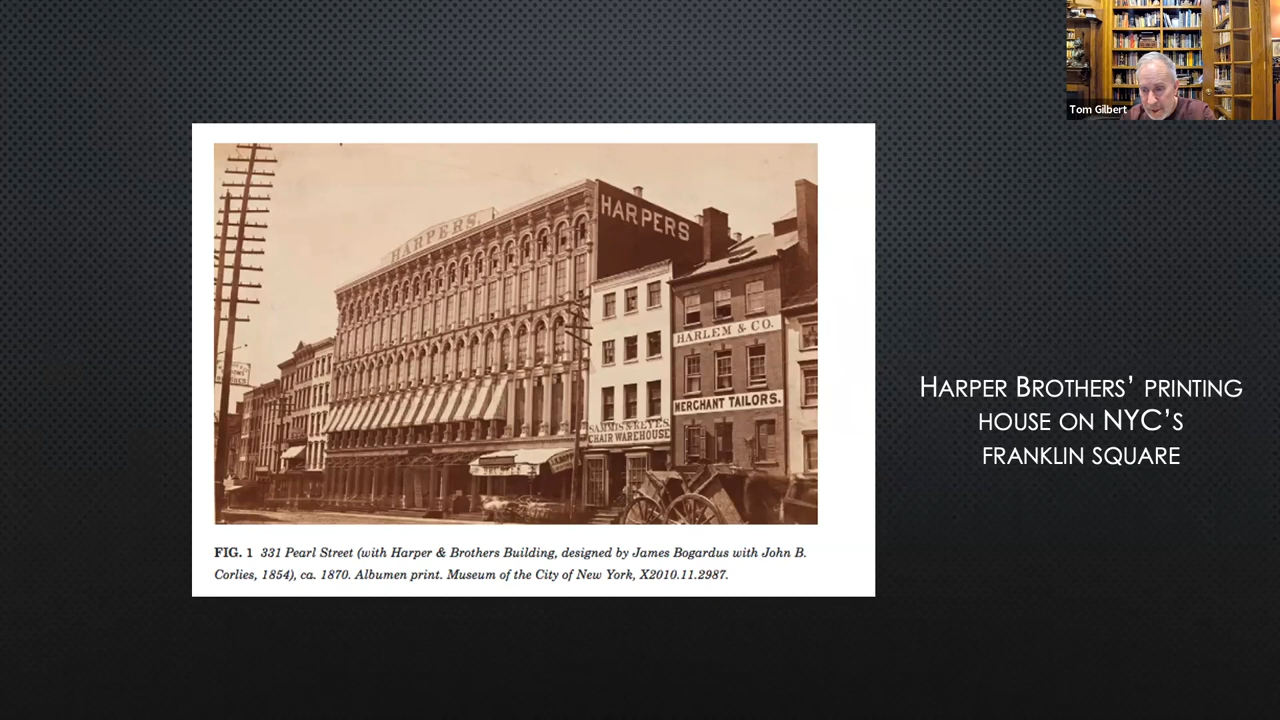 Tom Gilbert
HARPERS.
HARPERS
HARLEM & CO.
MERCHANT TAILORS.
SAMMIS & KEYES
CHAIR WAREHOUSE
FIG. 1 331 Pearl Street (with Harper & Brothers Building, designed by James Bogardus with John B.
Corlies, 1854), ca. 1870. Albumen print. Museum of the City of New York, X2010.11.2987.
HARPER BROTHERS’ PRINTING
HOUSE ON NYC’S
FRANKLIN SQUARE